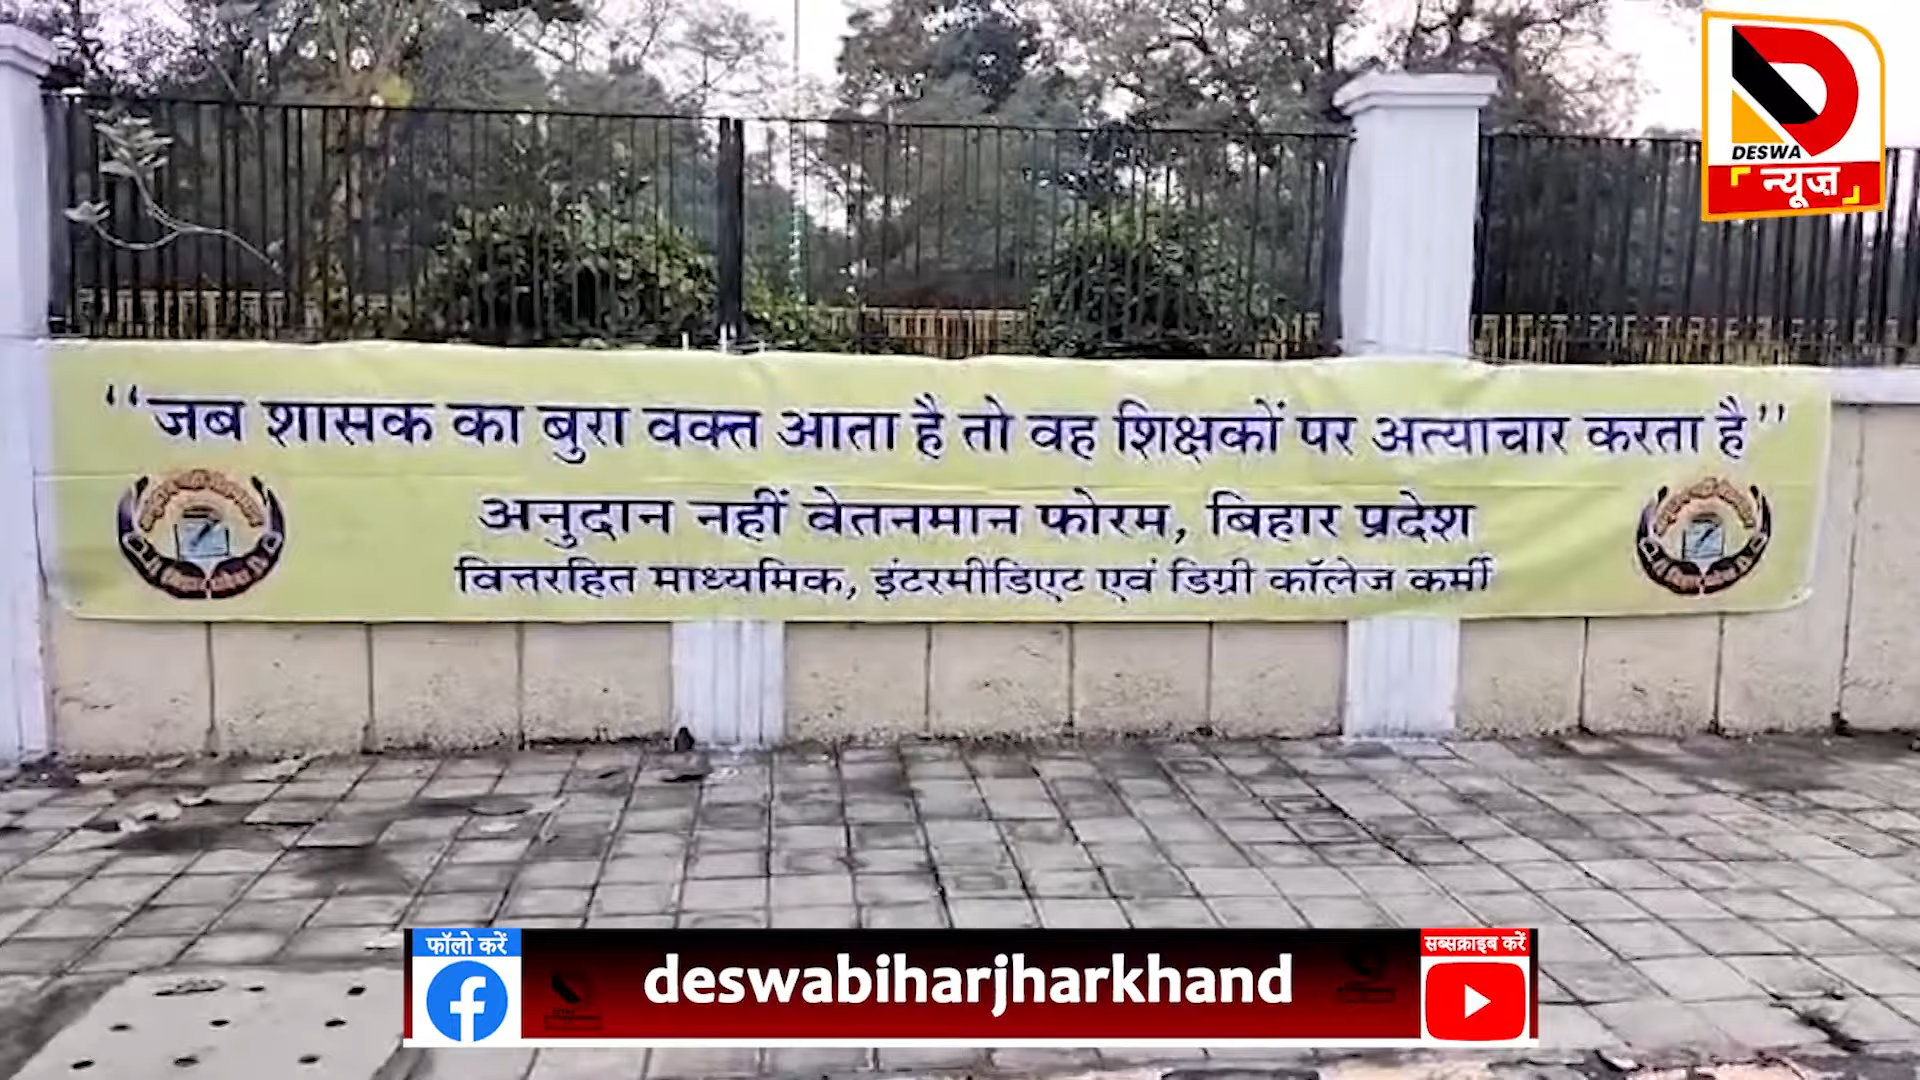 DESWA
न्यूज़
“जब शासक का बुरा वक्त आता है तो वह शिक्षकों पर अत्याचार करता है”
अनुदान नहीं वेतनमान फोरम, बिहार प्रदेश
वित्तरहित माध्यमिक, इंटरमीडिएट एवं डिग्री कॉलेज कर्मी
फॉलो करें
deswabiharjharkhand
सब्सक्राइब करें